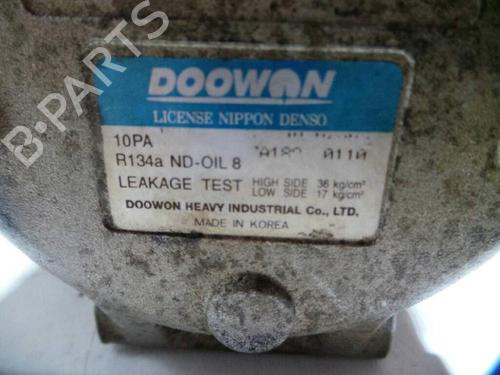 DOOWON
LICENSE NIPPON DENSO
10PA
R134a ND-OIL 8 0110
LEAKAGE TEST HIGH SIDE 36 kg/cm²
LOW SIDE 17 kg/cm²
DOOWON HEAVY INDUSTRIAL Co., LTD.
MADE IN KOREA
B-PARTS